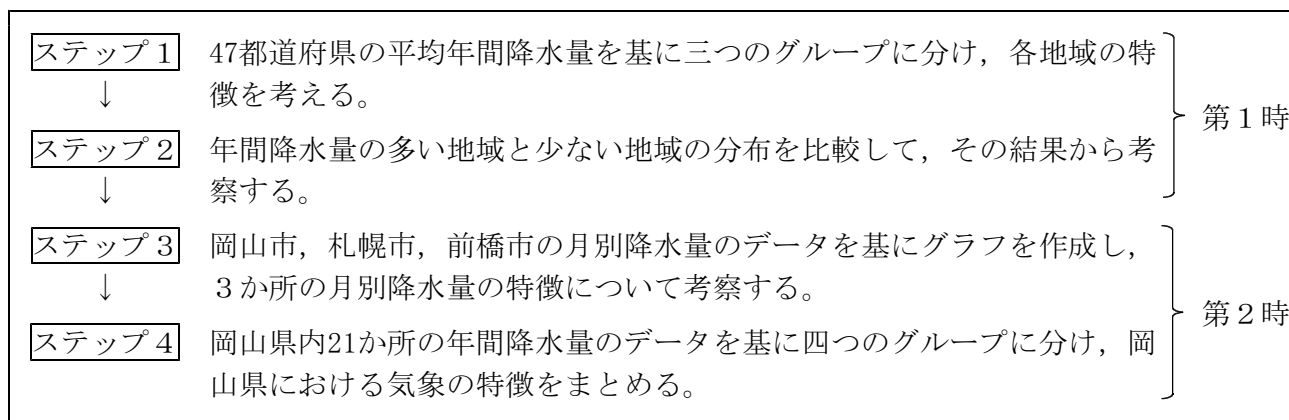 ステップ1 47都道府県の平均年間降水量を基に三つのグループに分け，各地域の特
↓ 徴を考える。
第1時
ステップ2 年間降水量の多い地域と少ない地域の分布を比較して，その結果から考
↓ 察する。
ステップ3 岡山市，札幌市，前橋市の月別降水量のデータを基にグラフを作成し，
↓ 3か所の月別降水量の特徴について考察する。
第2時
ステップ4 岡山県内21か所の年間降水量のデータを基に四つのグループに分け，岡
山県における気象の特徴をまとめる。